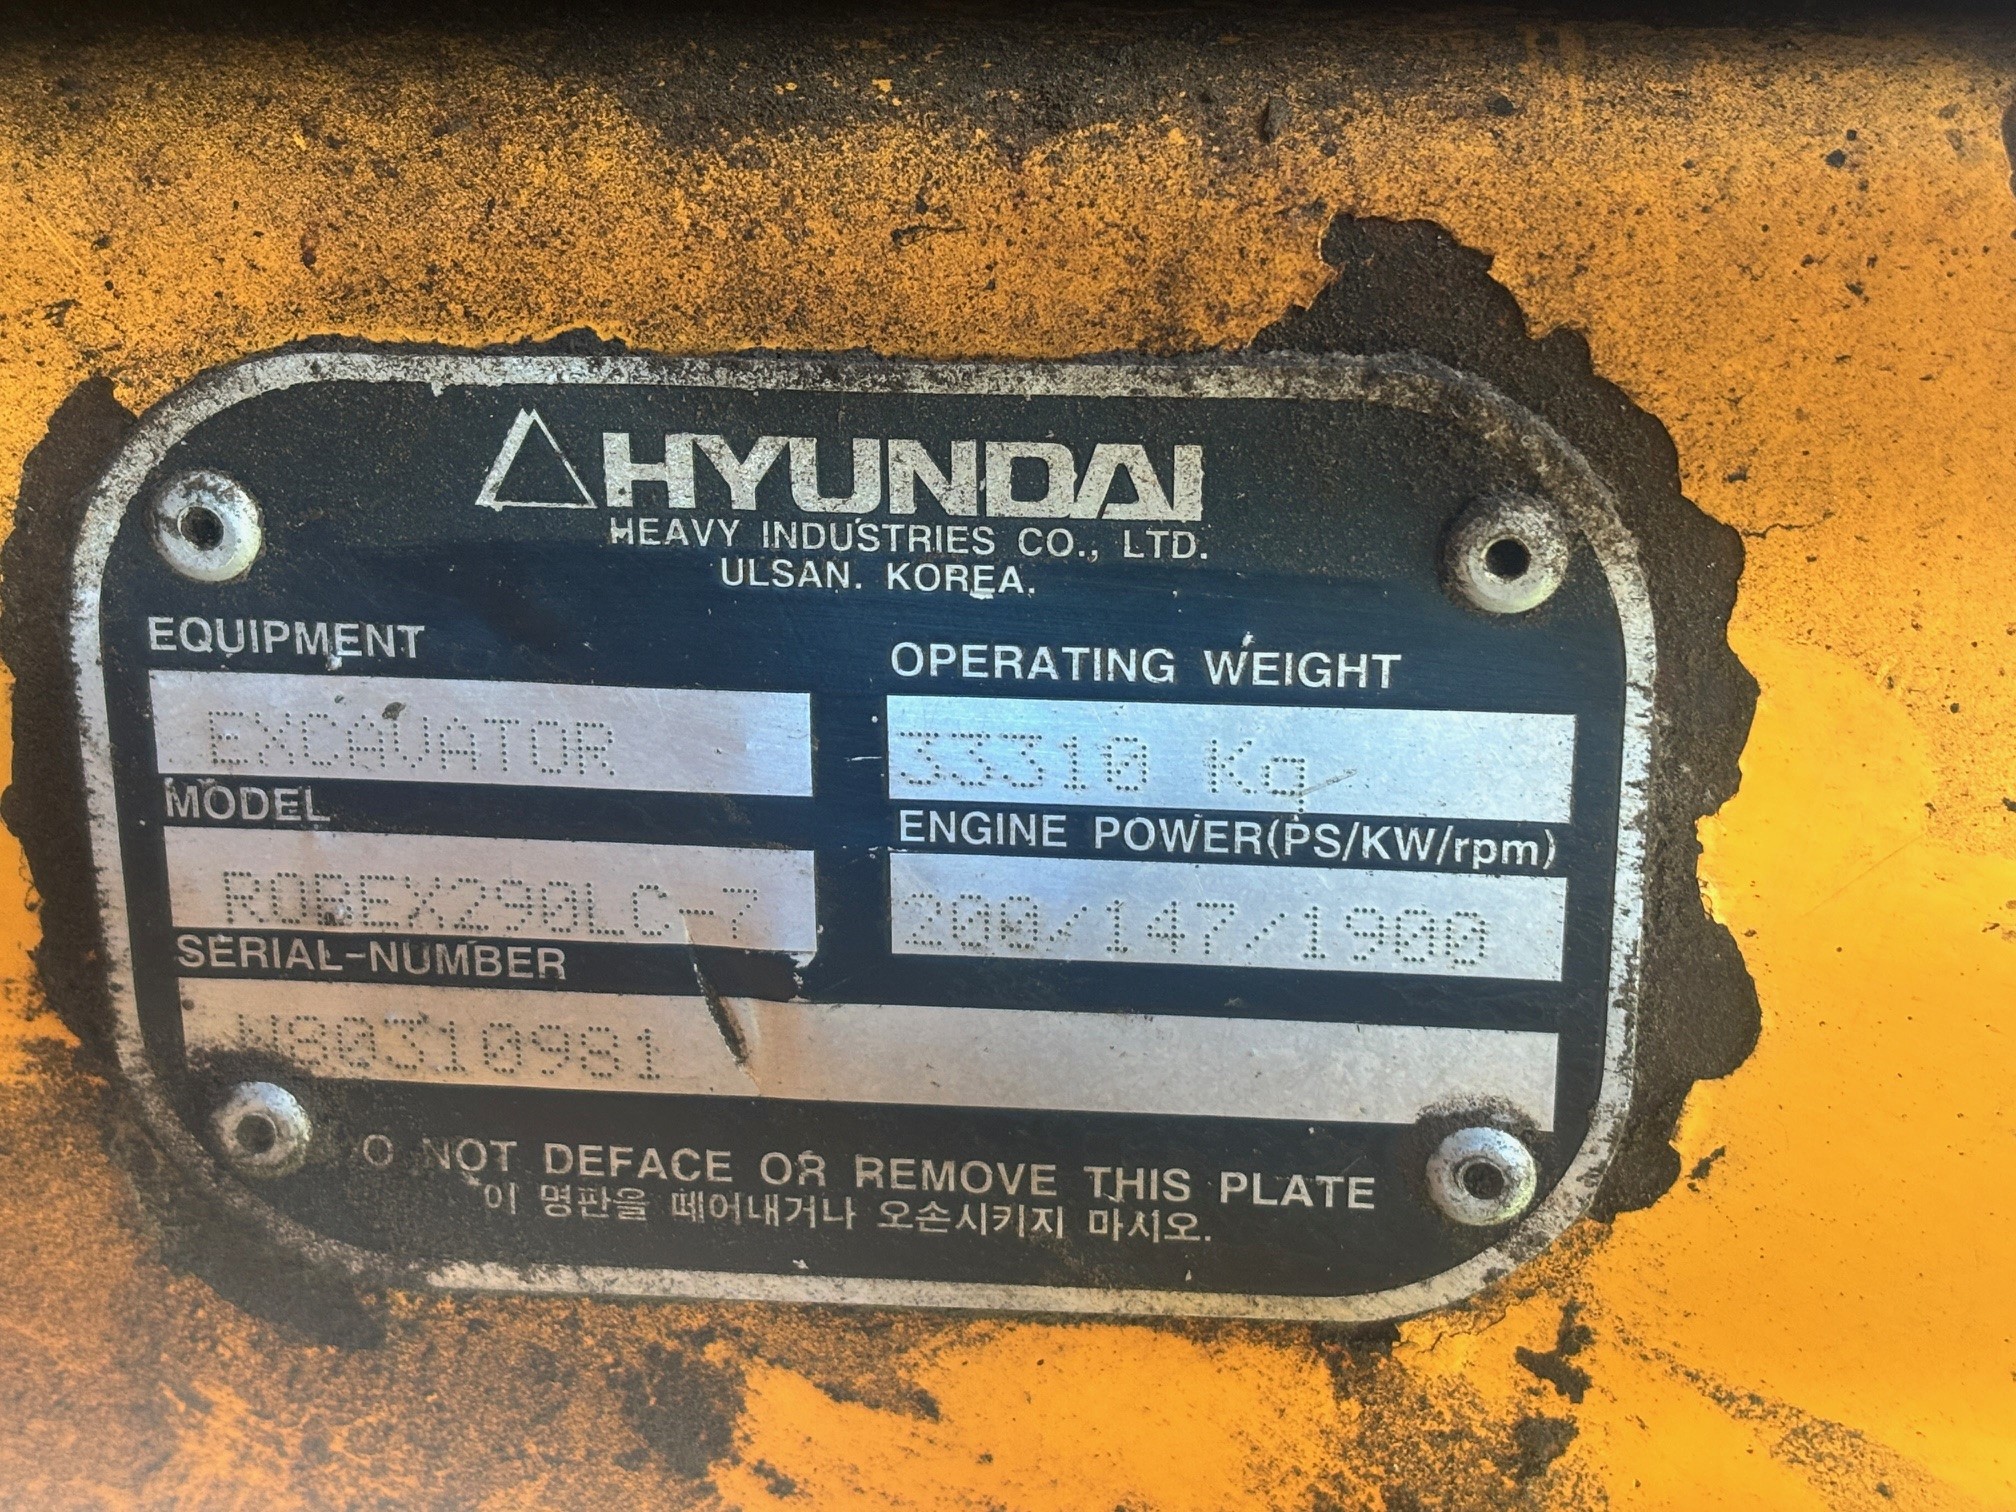 HYUNDAI
HEAVY INDUSTRIES CO., LTD.
ULSAN. KOREA.
EQUIPMENT
EXCAVATOR
OPERATING WEIGHT
33310 Kg
MODEL
ROBEX290LC-7
ENGINE POWER(PS/KW/rpm)
200/147/1900
SERIAL-NUMBER
N80310981
O NOT DEFACE OR REMOVE THIS PLATE
이 명판을 떼어내거나 오손시키지 마시오.